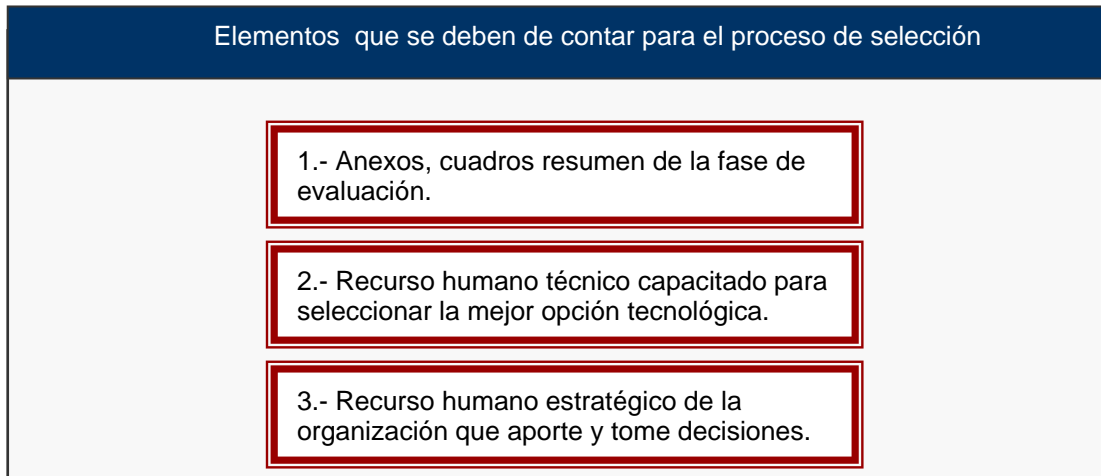 Elementos  que se deben de contar para el proceso de selección
1.- Anexos, cuadros resumen de la fase de
evaluación.
2.- Recurso humano técnico capacitado para
seleccionar la mejor opción tecnológica.
3.- Recurso humano estratégico de la
organización que aporte y tome decisiones.